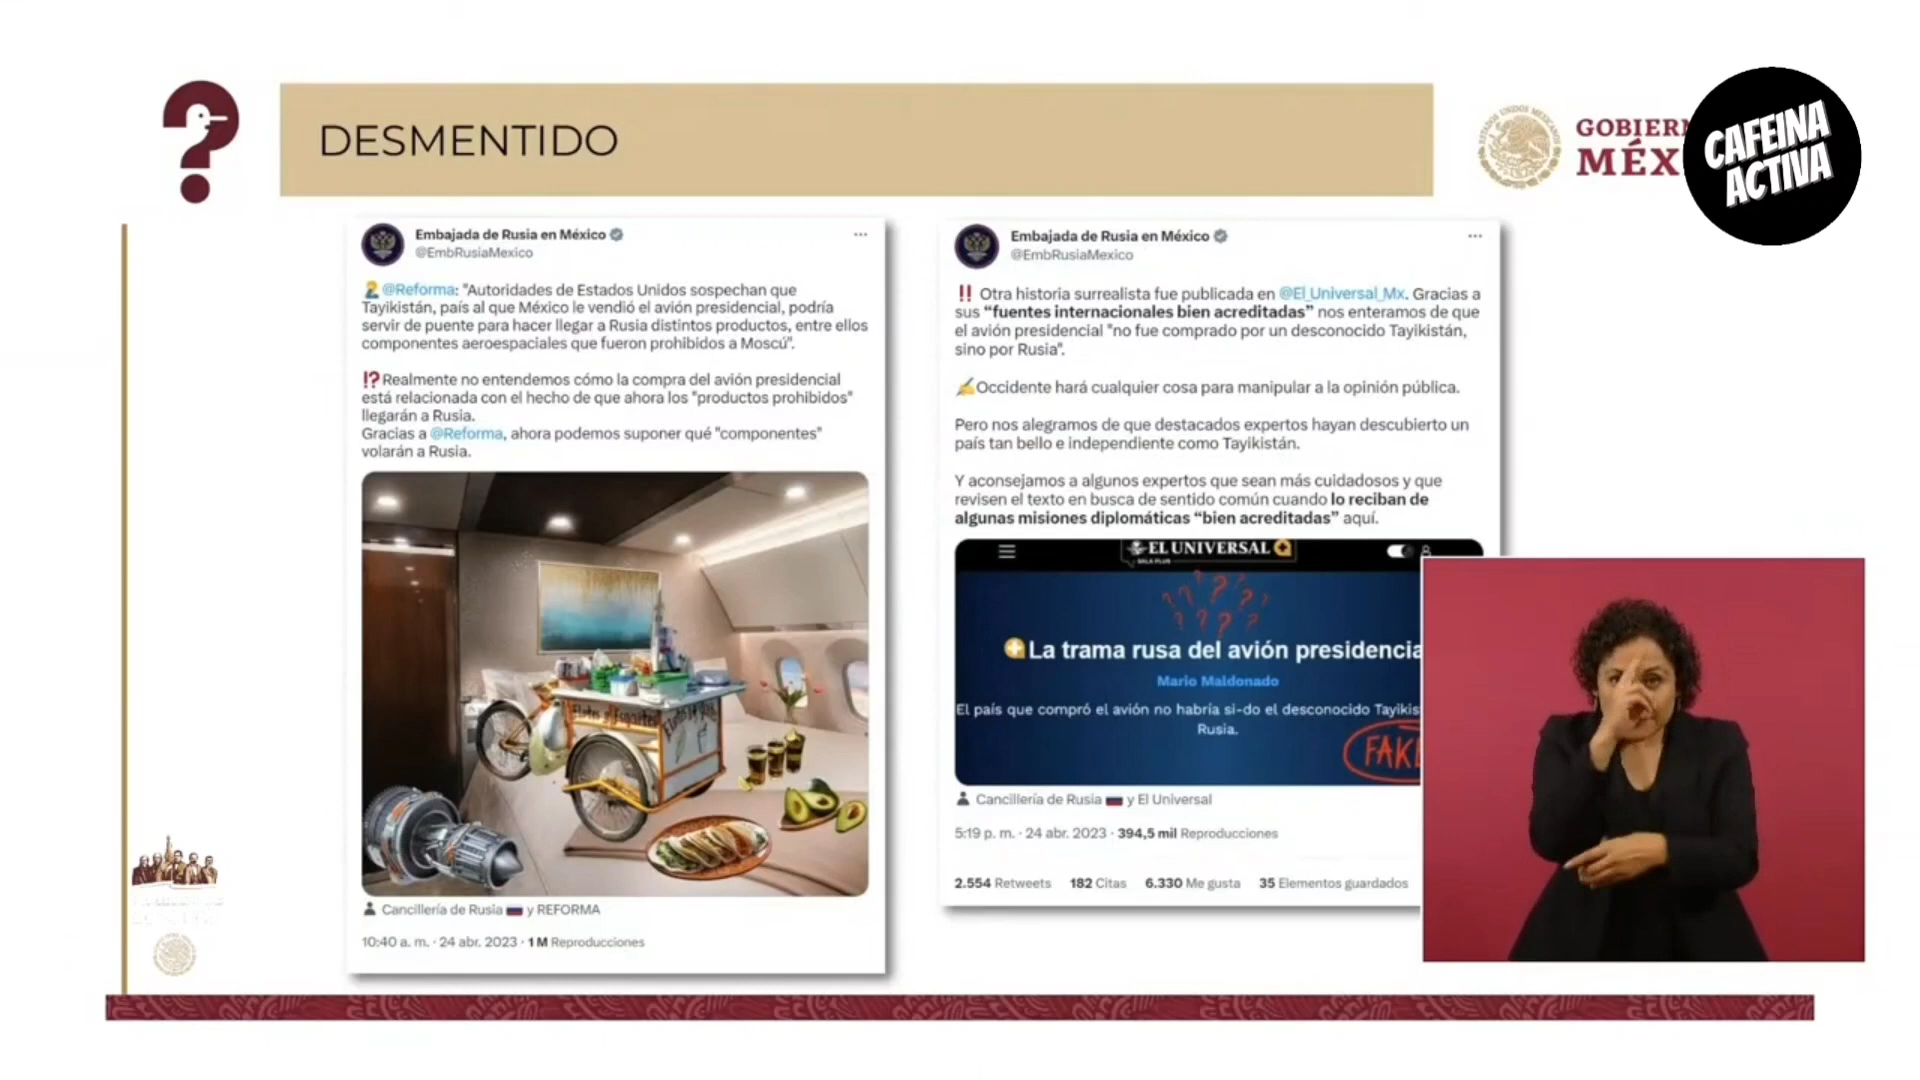 DESMENTIDO
GOBIER
MÉX
CAFEINA
ACTIVA
Embajada de Rusia en México
@EmbRusiaMexico
@Reforma: "Autoridades de Estados Unidos sospechan que
Tayikistán, país al que México le vendió el avión presidencial, podría
servir de puente para hacer llegar a Rusia distintos productos, entre ellos
componentes aeroespaciales que fueron prohibidos a Moscú".
⁉Realmente no entendemos cómo la compra del avión presidencial
está relacionada con el hecho de que ahora los "productos prohibidos"
llegarán a Rusia.
Gracias a @Reforma, ahora podemos suponer qué "componentes"
volarán a Rusia.
Elotes y Esquites
Cancillería de Rusia 🇷🇺 y REFORMA
10:40 a. m. · 24 abr. 2023 · 1 M Reproducciones
Embajada de Rusia en México
@EmbRusiaMexico
‼ Otra historia surrealista fue publicada en @El_Universal_Mx. Gracias a
sus “fuentes internacionales bien acreditadas” nos enteramos de que
el avión presidencial "no fue comprado por un desconocido Tayikistán,
sino por Rusia".
✍Occidente hará cualquier cosa para manipular a la opinión pública.
Pero nos alegramos de que destacados expertos hayan descubierto un
país tan bello e independiente como Tayikistán.
Y aconsejamos a algunos expertos que sean más cuidadosos y que
revisen el texto en busca de sentido común cuando lo reciban de
algunas misiones diplomáticas “bien acreditadas” aquí.
EL UNIVERSAL
La trama rusa del avión presidencia
Mario Maldonado
El país que compró el avión no habría si-do el desconocido Tayikis
Rusia.
FAK
Cancillería de Rusia 🇷🇺 y El Universal
5:19 p. m. · 24 abr. 2023 · 394,5 mil Reproducciones
2.554 Retweets 182 Citas 6.330 Me gusta 35 Elementos guardados